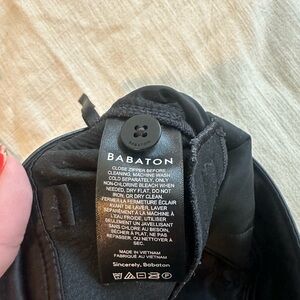 BABATON
BABATON
CLOSE ZIPPER BEFORE
CLEANING, MACHINE WASH
COLD SEPARATELY, ONLY
NON-CHLORINE BLEACH WHEN
NEEDED, DRY FLAT, DO NOT
IRON, OR DRY CLEAN.
-FERMER LA FERMETURE ÉCLAIR
AVANT DE LAVER, LAVER
SÉPARÉMENT À LA MACHINE À
L'EAU FROIDE, UTILISER
SEULEMENT UN JAVELLISANT
SANS CHLORE AU BESOIN,
SÉCHER À PLAT, NE PAS
REPASSER, OU NETTOYER À
SEC.
MADE IN VIETNAM
FABRIQUÉ AU VIETNAM
Sincerely, Babaton